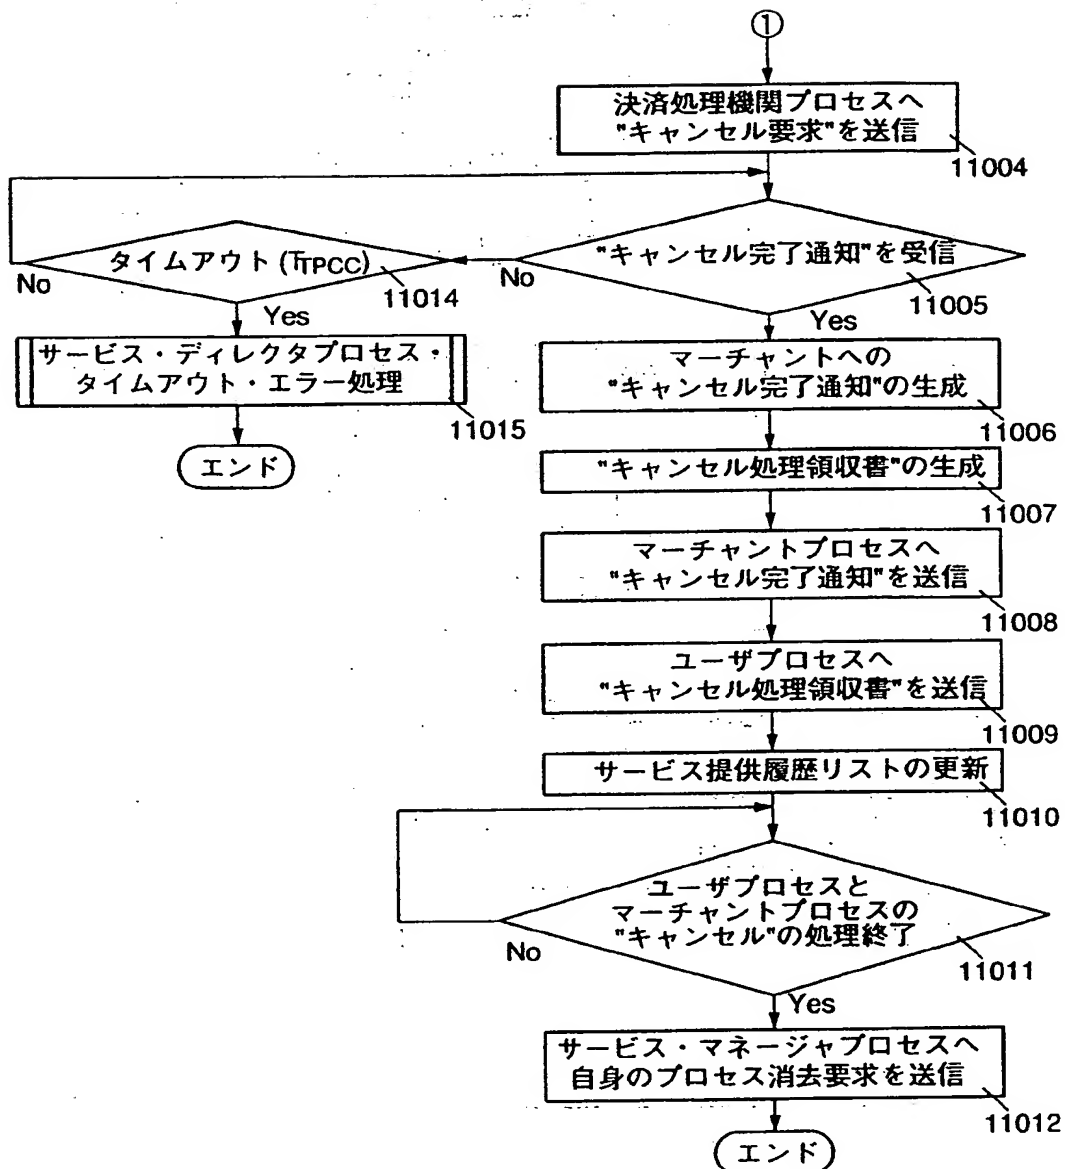 ①
決済処理機関プロセスへ
"キャンセル要求"を送信
11004
"キャンセル完了通知"を受信
No
11005
Yes
タイムアウト(TTPCC)
No
11014
Yes
サービス・ディレクタプロセス・
タイムアウト・エラー処理
11015
エンド
マーチャントへの
"キャンセル完了通知"の生成
11006
"キャンセル処理領収書"の生成
11007
マーチャントプロセスへ
"キャンセル完了通知"を送信
11008
ユーザプロセスへ
"キャンセル処理領収書"を送信
11009
サービス提供履歴リストの更新
11010
ユーザプロセスと
マーチャントプロセスの
"キャンセル"の処理終了
No
11011
Yes
サービス・マネージャプロセスへ
自身のプロセス消去要求を送信
11012
エンド